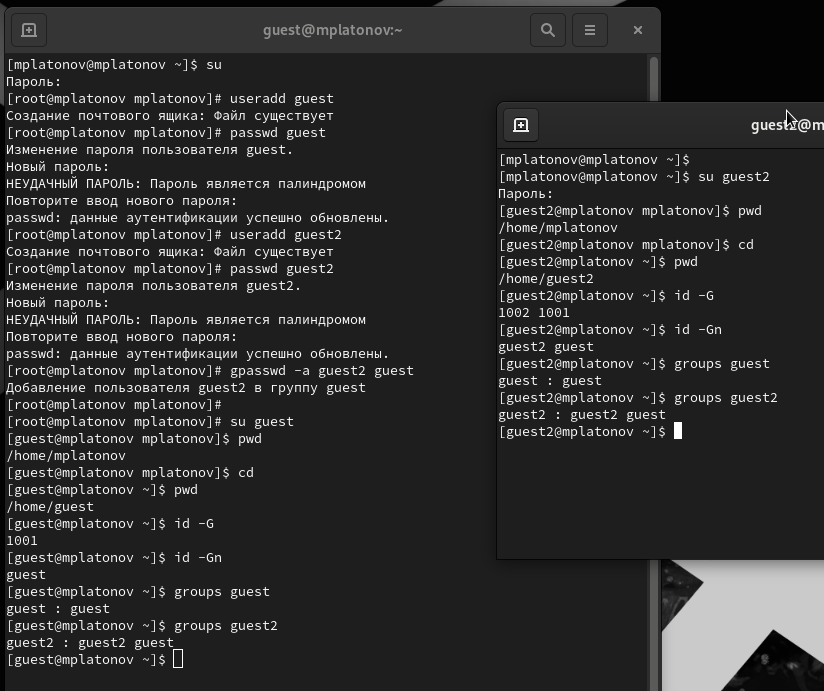 guest@mplatonov:~
[mplatonov@mplatonov ~]$ su
Пароль:
[root@mplatonov mplatonov]# useradd guest
Создание почтового ящика: Файл существует
[root@mplatonov mplatonov]# passwd guest
Изменение пароля пользователя guest.
Новый пароль:
НЕУДАЧНЫЙ ПАРОЛЬ: Пароль является палиндромом
Повторите ввод нового пароля:
passwd: данные аутентификации успешно обновлены.
[root@mplatonov mplatonov]# useradd guest2
Создание почтового ящика: Файл существует
[root@mplatonov mplatonov]# passwd guest2
Изменение пароля пользователя guest2.
Новый пароль:
НЕУДАЧНЫЙ ПАРОЛЬ: Пароль является палиндромом
Повторите ввод нового пароля:
passwd: данные аутентификации успешно обновлены.
[root@mplatonov mplatonov]# gpasswd -a guest2 guest
Добавление пользователя guest2 в группу guest
[root@mplatonov mplatonov]#
[root@mplatonov mplatonov]# su guest
[guest@mplatonov mplatonov]$ pwd
/home/mplatonov
[guest@mplatonov mplatonov]$ cd
[guest@mplatonov ~]$ pwd
/home/guest
[guest@mplatonov ~]$ id -G
1001
[guest@mplatonov ~]$ id -Gn
guest
[guest@mplatonov ~]$ groups guest
guest : guest
[guest@mplatonov ~]$ groups guest2
guest2 : guest2 guest
[guest@mplatonov ~]$
guest2@m
[mplatonov@mplatonov ~]$
[mplatonov@mplatonov ~]$ su guest2
Пароль:
[guest2@mplatonov mplatonov]$ pwd
/home/mplatonov
[guest2@mplatonov mplatonov]$ cd
[guest2@mplatonov ~]$ pwd
/home/guest2
[guest2@mplatonov ~]$ id -G
1002 1001
[guest2@mplatonov ~]$ id -Gn
guest2 guest
[guest2@mplatonov ~]$ groups guest
guest : guest
[guest2@mplatonov ~]$ groups guest2
guest2 : guest2 guest
[guest2@mplatonov ~]$